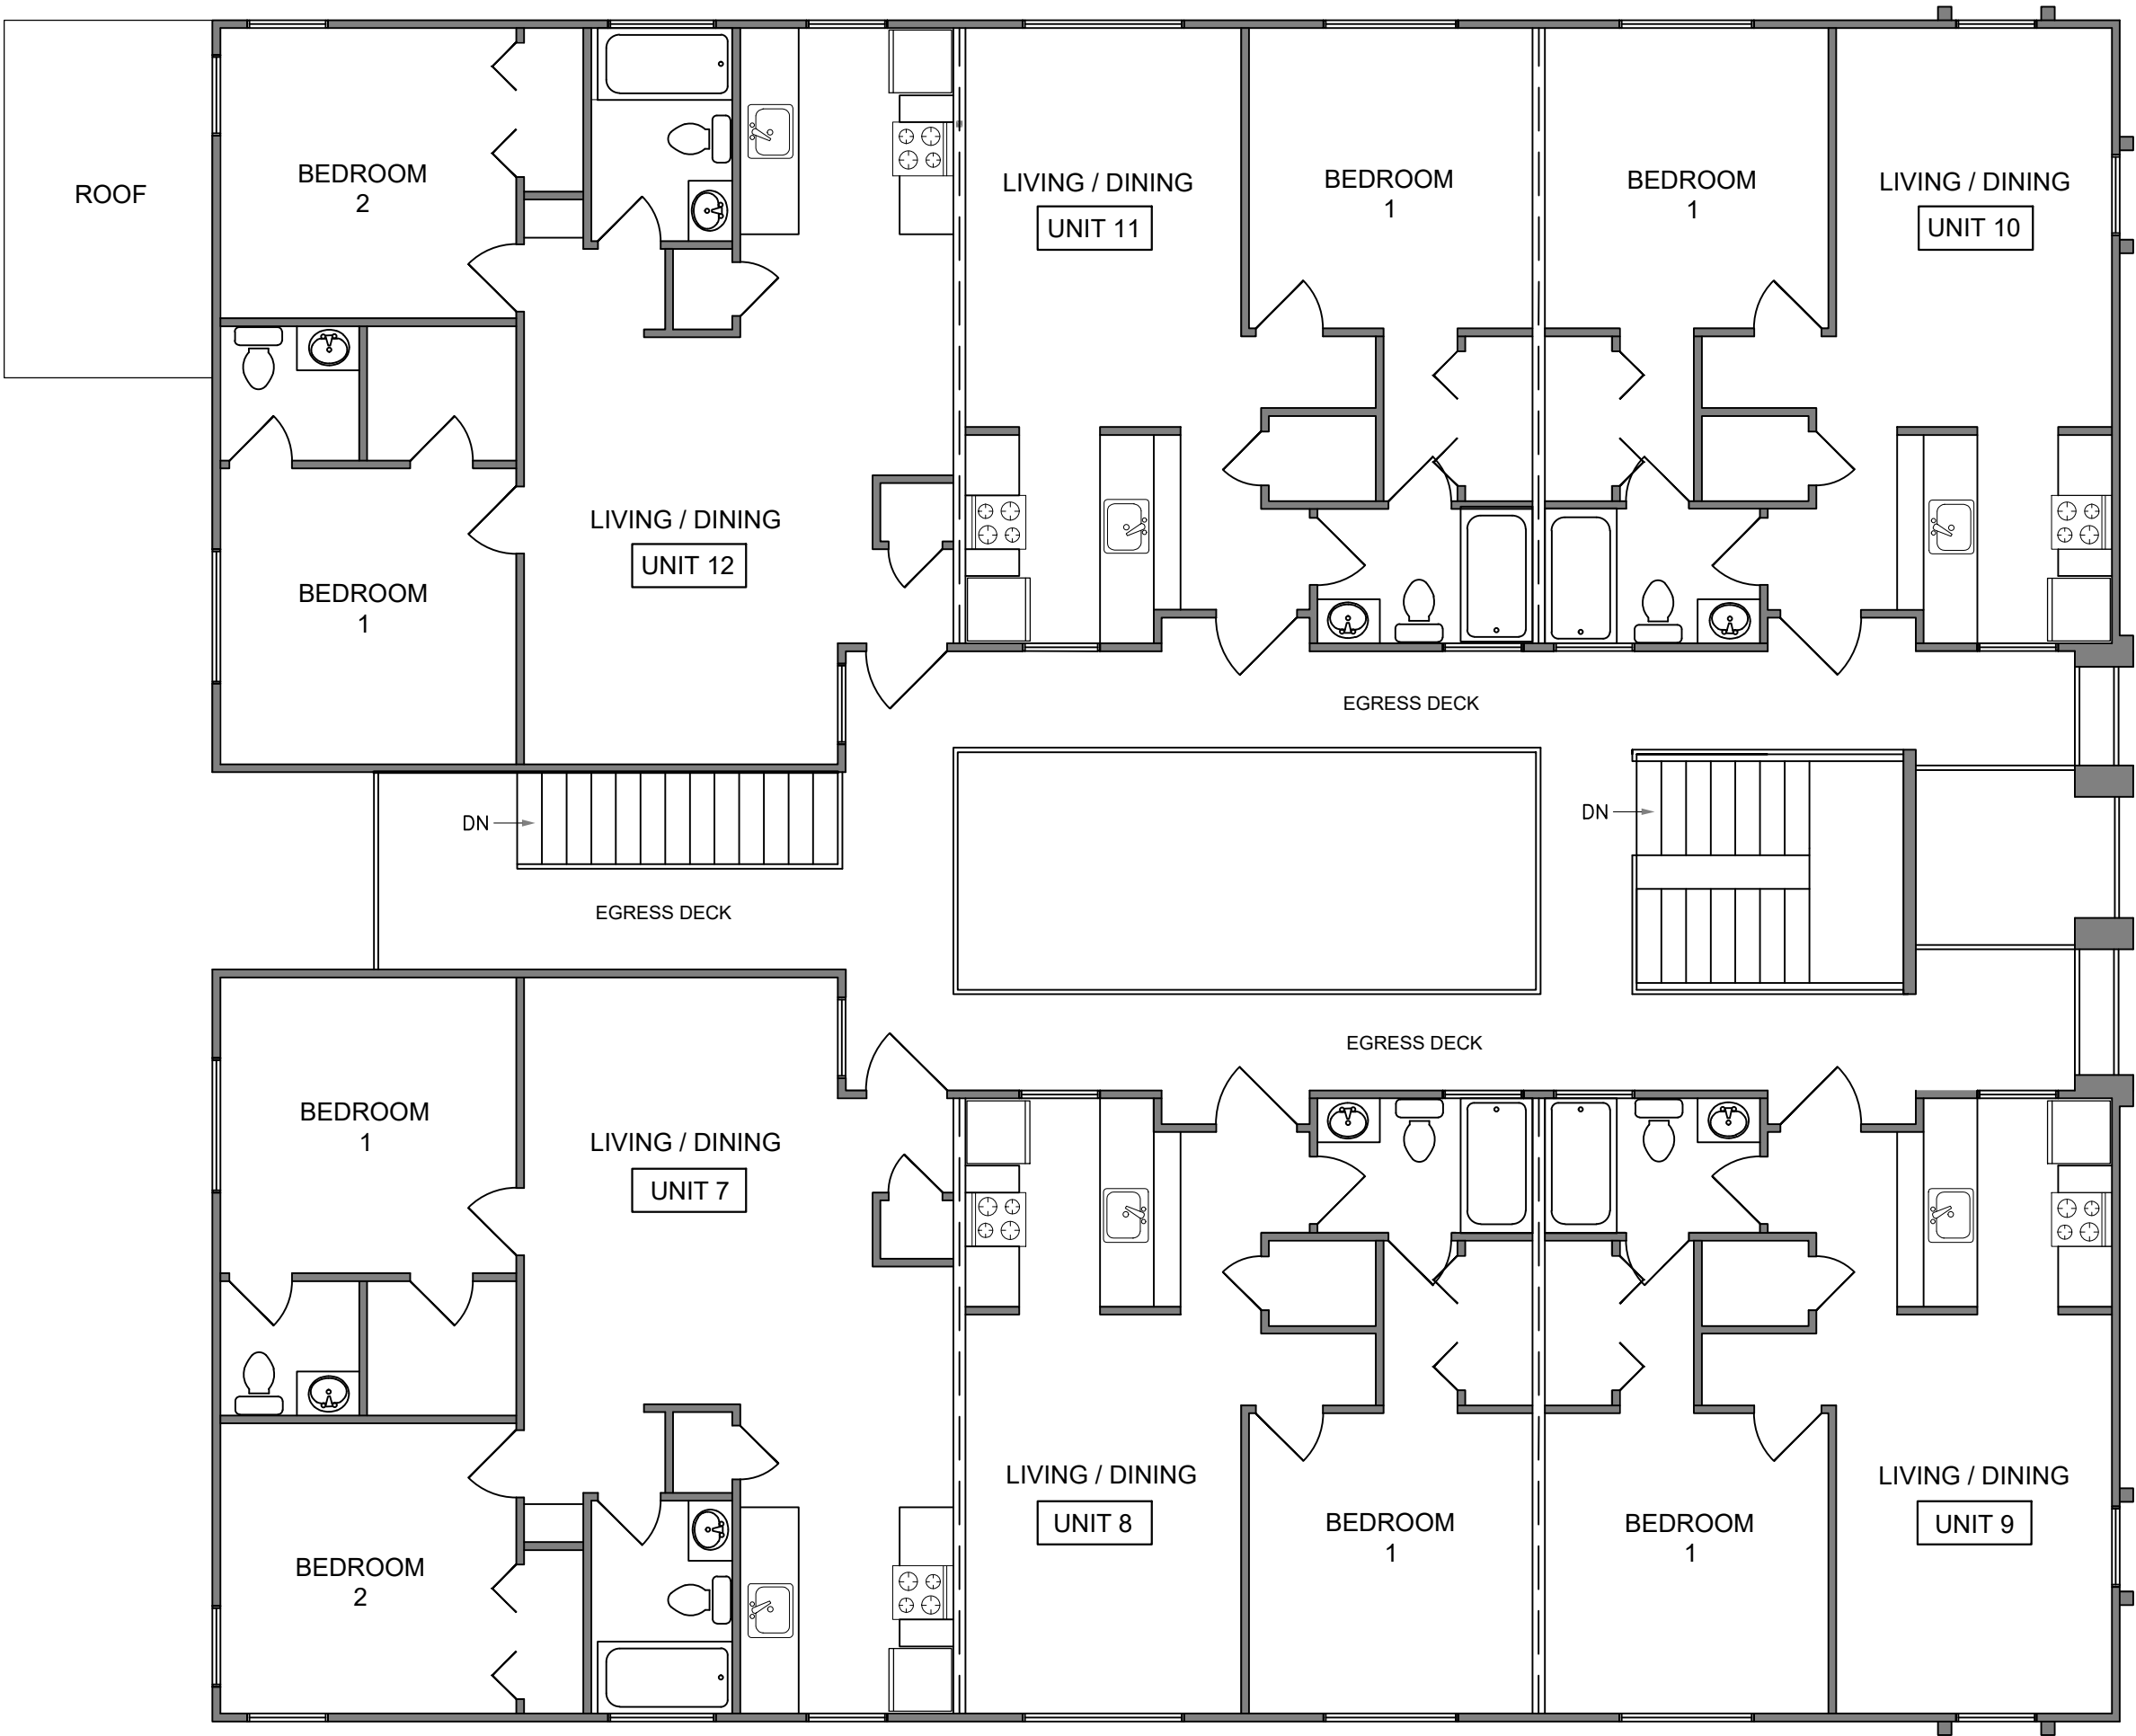 ROOF
BEDROOM
2
LIVING / DINING
UNIT 11
BEDROOM
1
BEDROOM
1
LIVING / DINING
UNIT 10
LIVING / DINING
UNIT 12
BEDROOM
1
EGRESS DECK
DN
DN
EGRESS DECK
EGRESS DECK
BEDROOM
1
LIVING / DINING
UNIT 7
LIVING / DINING
UNIT 8
BEDROOM
1
BEDROOM
1
LIVING / DINING
UNIT 9
BEDROOM
2